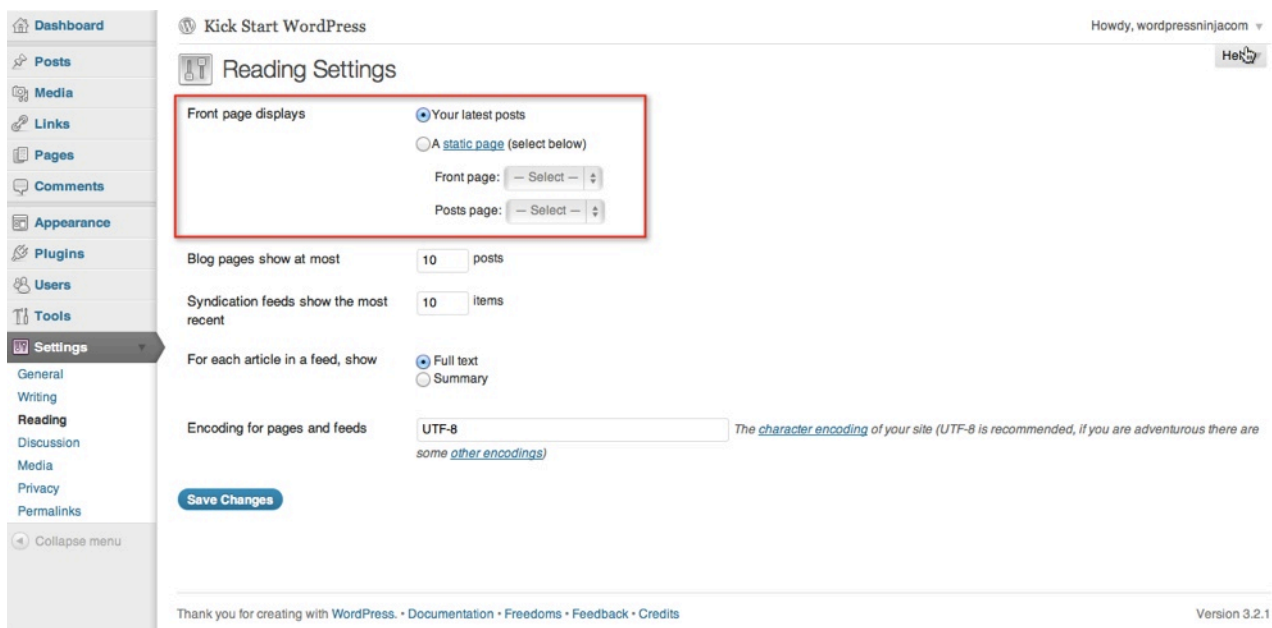 Dashboard
Kick Start WordPress
Howdy, wordpressninjacom
Posts
Media
Links
Pages
Comments
Appearance
Plugins
Users
Tools
Settings
General
Writing
Reading
Discussion
Media
Privacy
Permalinks
Collapse menu
Help
Reading Settings
Front page displays
Your latest posts
A static page (select below)
Front page: — Select —
Posts page: — Select —
Blog pages show at most 10 posts
Syndication feeds show the most
recent
10 items
For each article in a feed, show
Full text
Summary
Encoding for pages and feeds
UTF-8
The character encoding of your site (UTF-8 is recommended, if you are adventurous there are
some other encodings)
Save Changes
Thank you for creating with WordPress. • Documentation • Freedoms • Feedback • Credits
Version 3.2.1